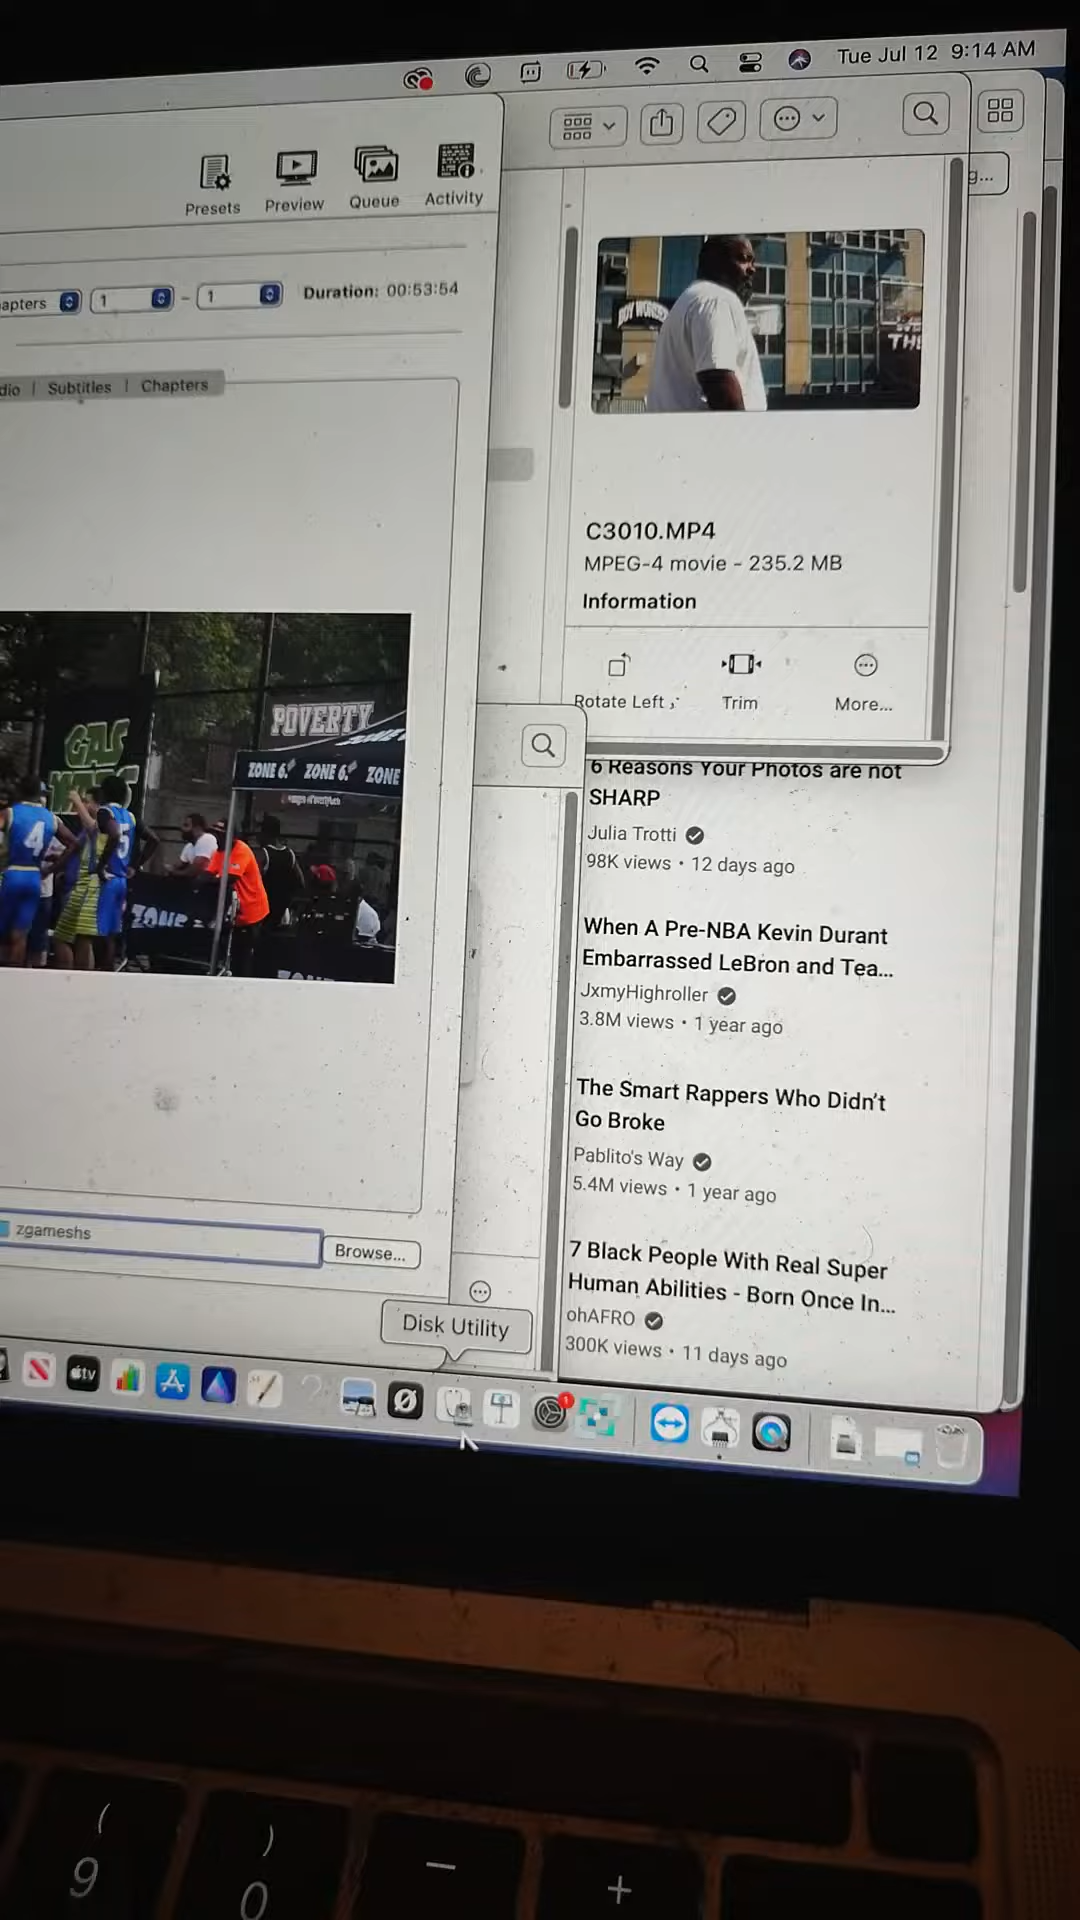 Tue Jul 12 9:14 AM
Presets
Preview
Queue
Activity
g...
apters
1
-
1
Duration: 00:53:54
dio | Subtitles | Chapters
C3010.MP4
MPEG-4 movie - 235.2 MB
Information
Rotate Left
Trim
More...
GAS
POVERTY
ZONE 6. ZONE 6. ZONE
4
5
ZONE
6 Reasons Your Photos are not
SHARP
Julia Trotti
98K views • 12 days ago
When A Pre-NBA Kevin Durant
Embarrassed LeBron and Tea...
JxmyHighroller
3.8M views • 1 year ago
The Smart Rappers Who Didn't
Go Broke
Pablito's Way
5.4M views • 1 year ago
7 Black People With Real Super
Human Abilities - Born Once In...
ohAFRO
300K views • 11 days ago
zgameshs
Browse...
Disk Utility
tv
1
(
9
)
0
—
+